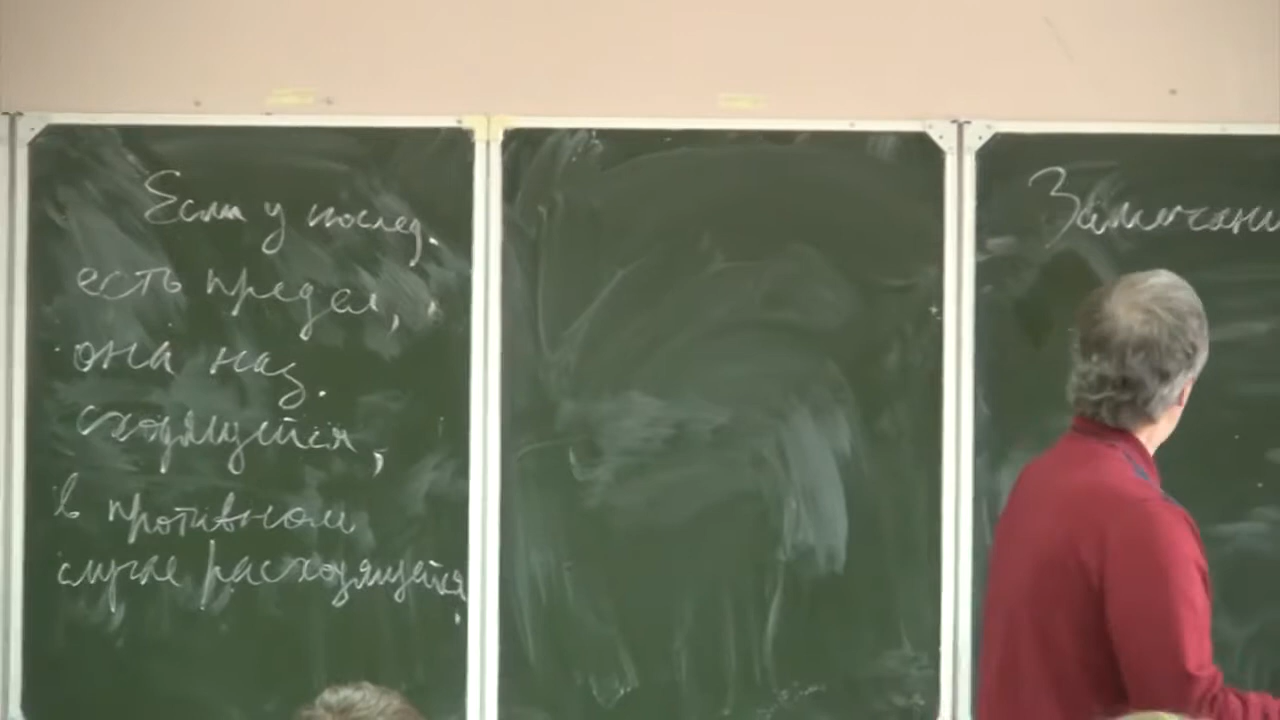 Если у послед.
есть предел,
она наз.
сходящейся,
в противном
случае расходящейся
Замечани